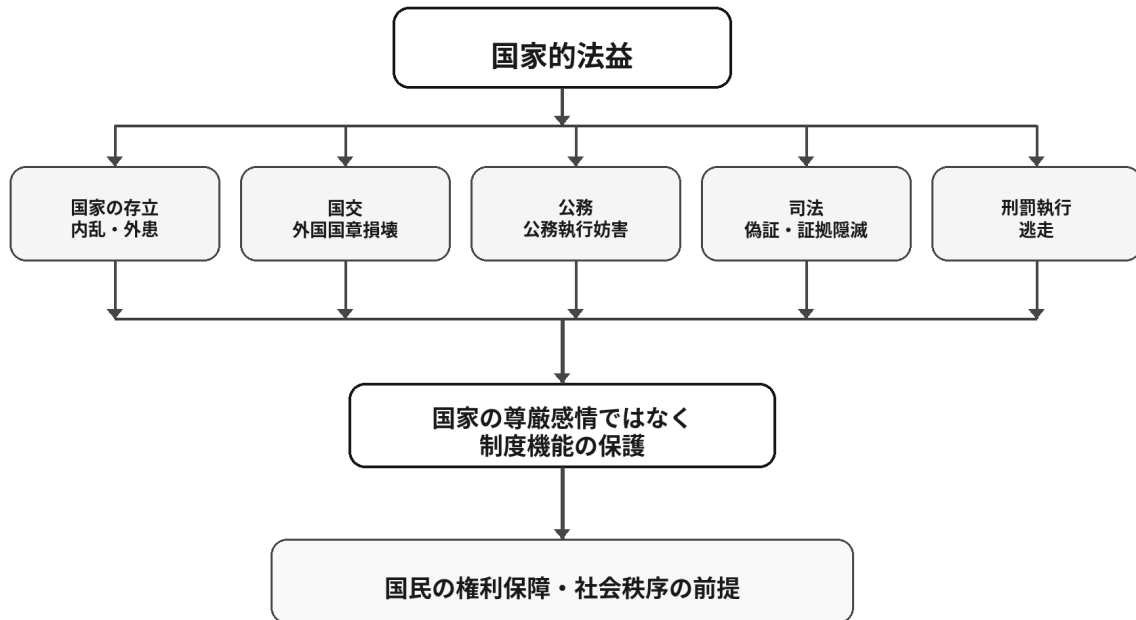 国家的法益
国家の存立
内乱・外患
国交
外国国章損壊
公務
公務執行妨害
司法
偽証・証拠隠滅
刑罰執行
逃走
国家の尊厳感情ではなく
制度機能の保護
国民の権利保障・社会秩序の前提